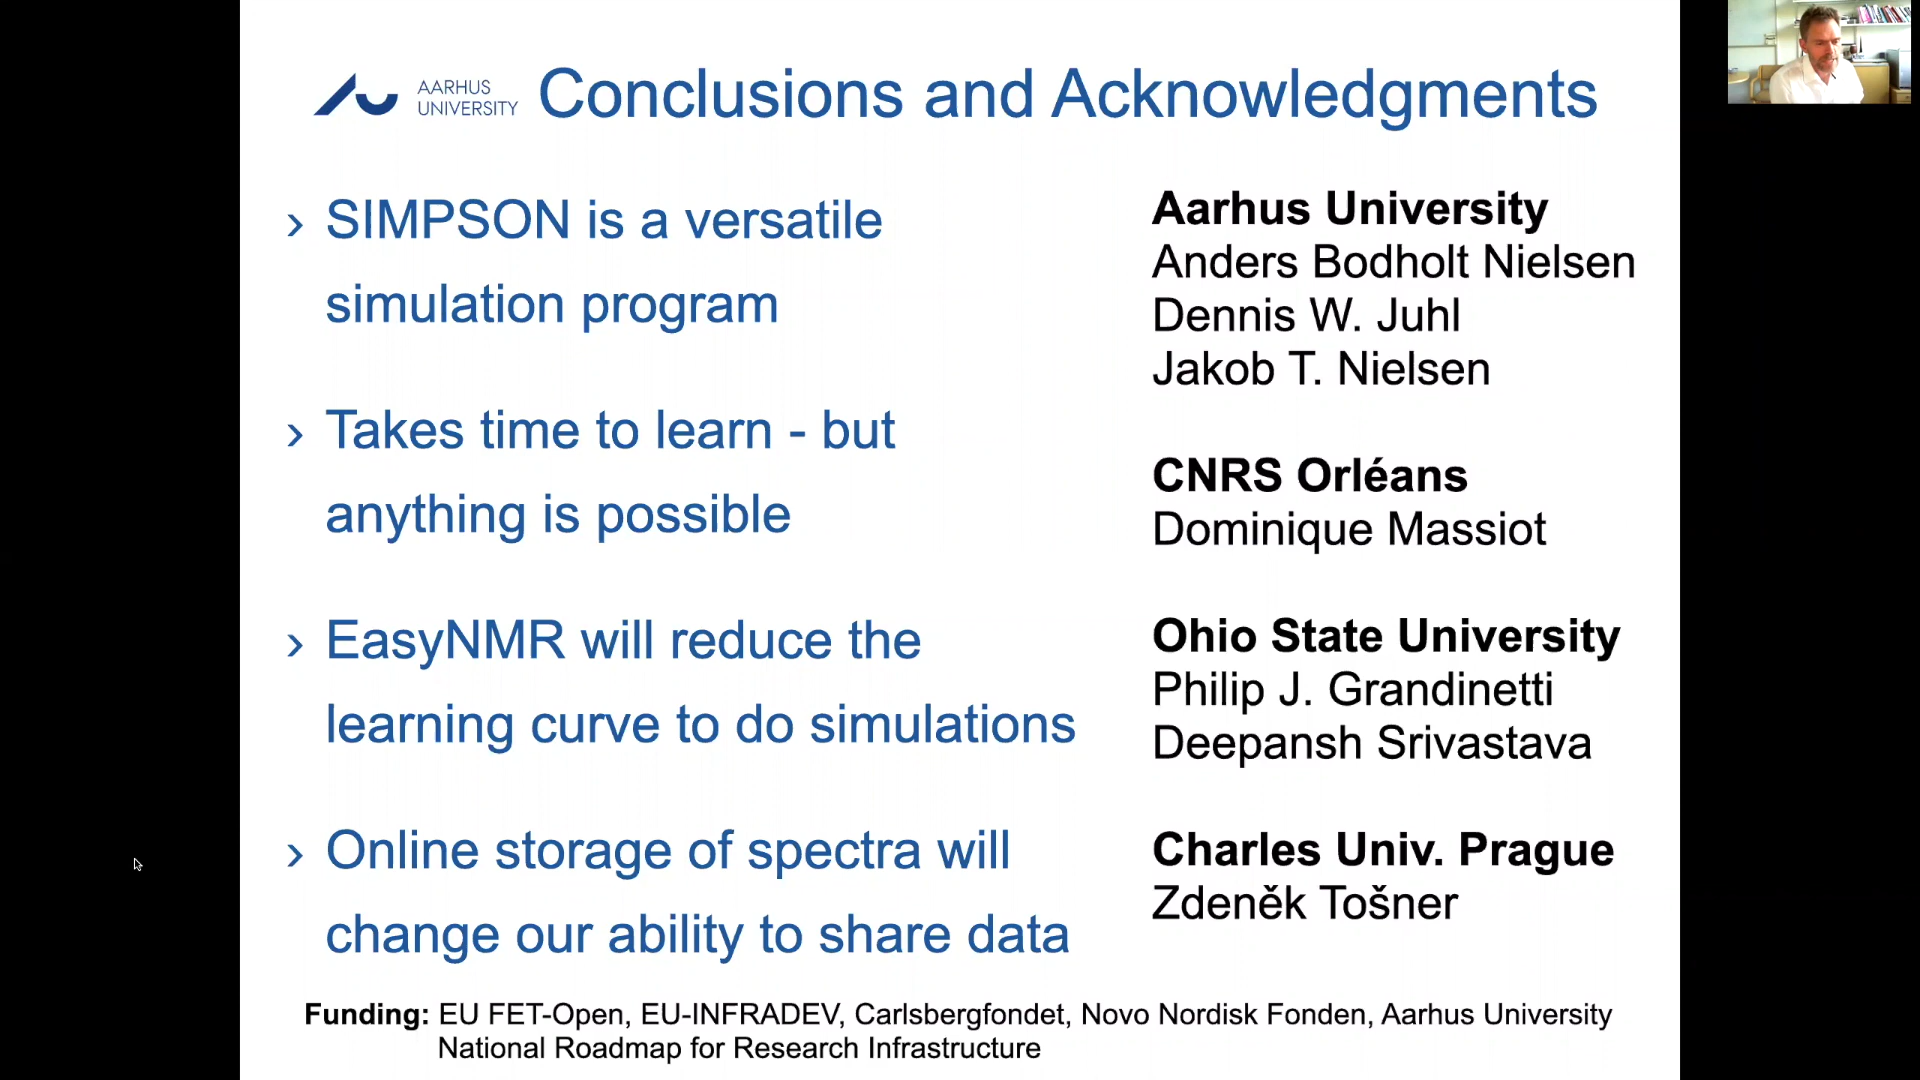 AARHUS
UNIVERSITY
Conclusions and Acknowledgments
› SIMPSON is a versatile
simulation program
› Takes time to learn - but
anything is possible
› EasyNMR will reduce the
learning curve to do simulations
› Online storage of spectra will
change our ability to share data
Aarhus University
Anders Bodholt Nielsen
Dennis W. Juhl
Jakob T. Nielsen
CNRS Orléans
Dominique Massiot
Ohio State University
Philip J. Grandinetti
Deepansh Srivastava
Charles Univ. Prague
Zdeněk Tošner
Funding: EU FET-Open, EU-INFRADEV, Carlsbergfondet, Novo Nordisk Fonden, Aarhus University
National Roadmap for Research Infrastructure